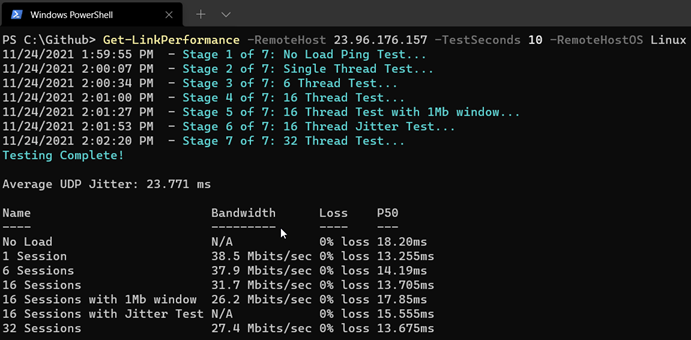 Windows PowerShell
PS C:\Github> Get-LinkPerformance -RemoteHost 23.96.176.157 -TestSeconds 10 -RemoteHostOS Linux
11/24/2021 1:59:55 PM  - Stage 1 of 7: No Load Ping Test...
11/24/2021 2:00:07 PM  - Stage 2 of 7: Single Thread Test...
11/24/2021 2:00:34 PM  - Stage 3 of 7: 6 Thread Test...
11/24/2021 2:01:00 PM  - Stage 4 of 7: 16 Thread Test...
11/24/2021 2:01:27 PM  - Stage 5 of 7: 16 Thread Test with 1Mb window...
11/24/2021 2:01:53 PM  - Stage 6 of 7: 16 Thread Jitter Test...
11/24/2021 2:02:20 PM  - Stage 7 of 7: 32 Thread Test...
Testing Complete!
Average UDP Jitter: 23.771 ms
Name                         Bandwidth      Loss    P50
----                         ---------      ----    ---
No Load                      N/A            0% loss 18.20ms
1 Session                    38.5 Mbits/sec 0% loss 13.255ms
6 Sessions                   37.9 Mbits/sec 0% loss 14.19ms
16 Sessions                  31.7 Mbits/sec 0% loss 13.705ms
16 Sessions with 1Mb window  26.2 Mbits/sec 0% loss 17.85ms
16 Sessions with Jitter Test N/A            0% loss 15.555ms
32 Sessions                  27.4 Mbits/sec 0% loss 13.675ms